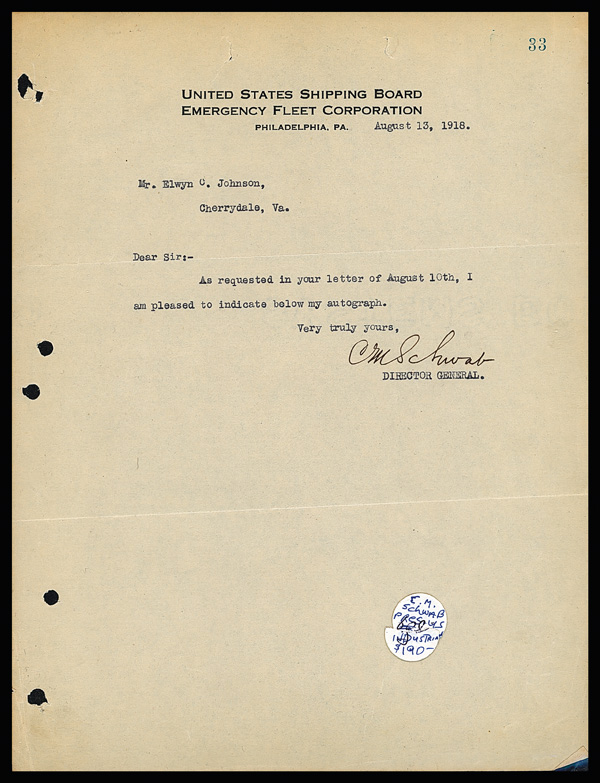 33
UNITED STATES SHIPPING BOARD
EMERGENCY FLEET CORPORATION
PHILADELPHIA, PA. August 13, 1918.
Mr. Elwyn C. Johnson,
Cherrydale, Va.
Dear Sir:-
As requested in your letter of August 10th, I
am pleased to indicate below my autograph.
Very truly yours,
C M Schwab
DIRECTOR GENERAL.
C. M.
SCHWAB
US
INDUSTRIAL
$190-